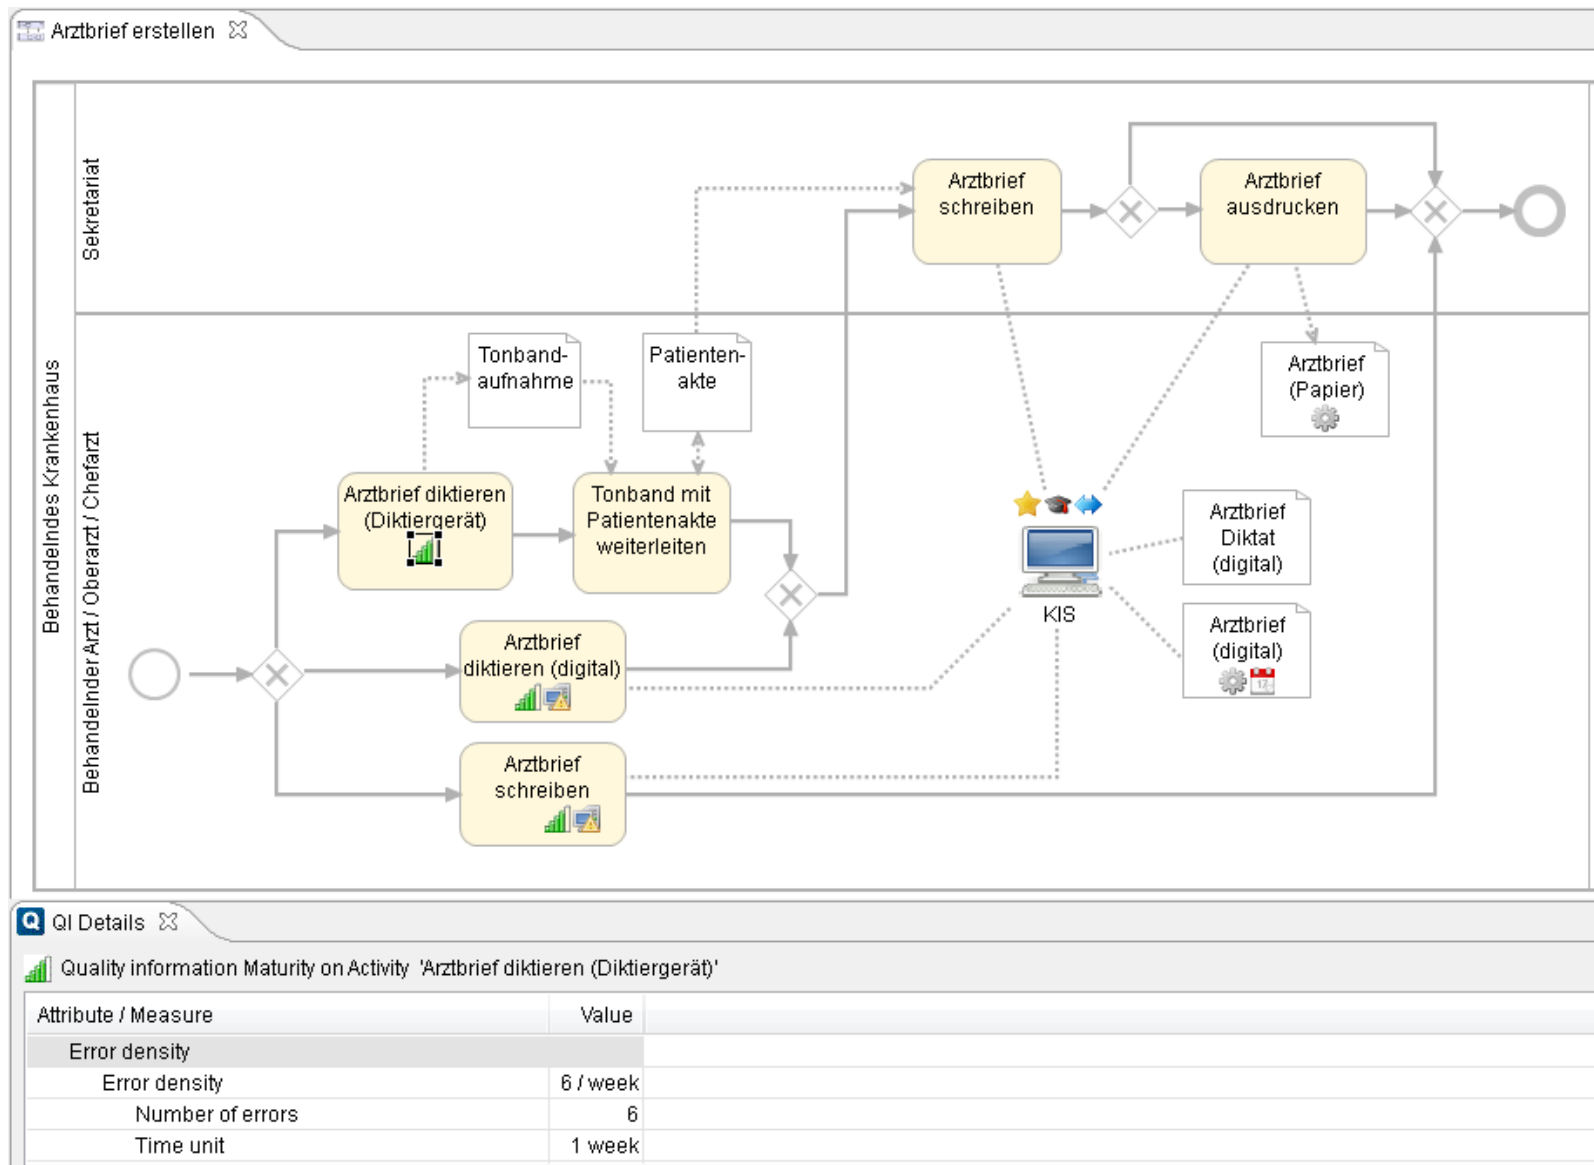 Arztbrief erstellen
Behandelndes Krankenhaus
Sekretariat
Arztbrief
schreiben
Arztbrief
ausdrucken
Behandelnder Arzt / Oberarzt / Chefarzt
Tonband-
aufnahme
Patienten-
akte
Arztbrief
(Papier)
Arztbrief diktieren
(Diktiergerät)
Tonband mit
Patientenakte
weiterleiten
Arztbrief
Diktat
(digital)
KIS
Arztbrief
(digital)
12
Arztbrief
diktieren (digital)
Arztbrief
schreiben
Q QI Details
Quality information Maturity on Activity 'Arztbrief diktieren (Diktiergerät)'
Attribute / Measure Value
Error density
Error density 6 / week
Number of errors 6
Time unit 1 week